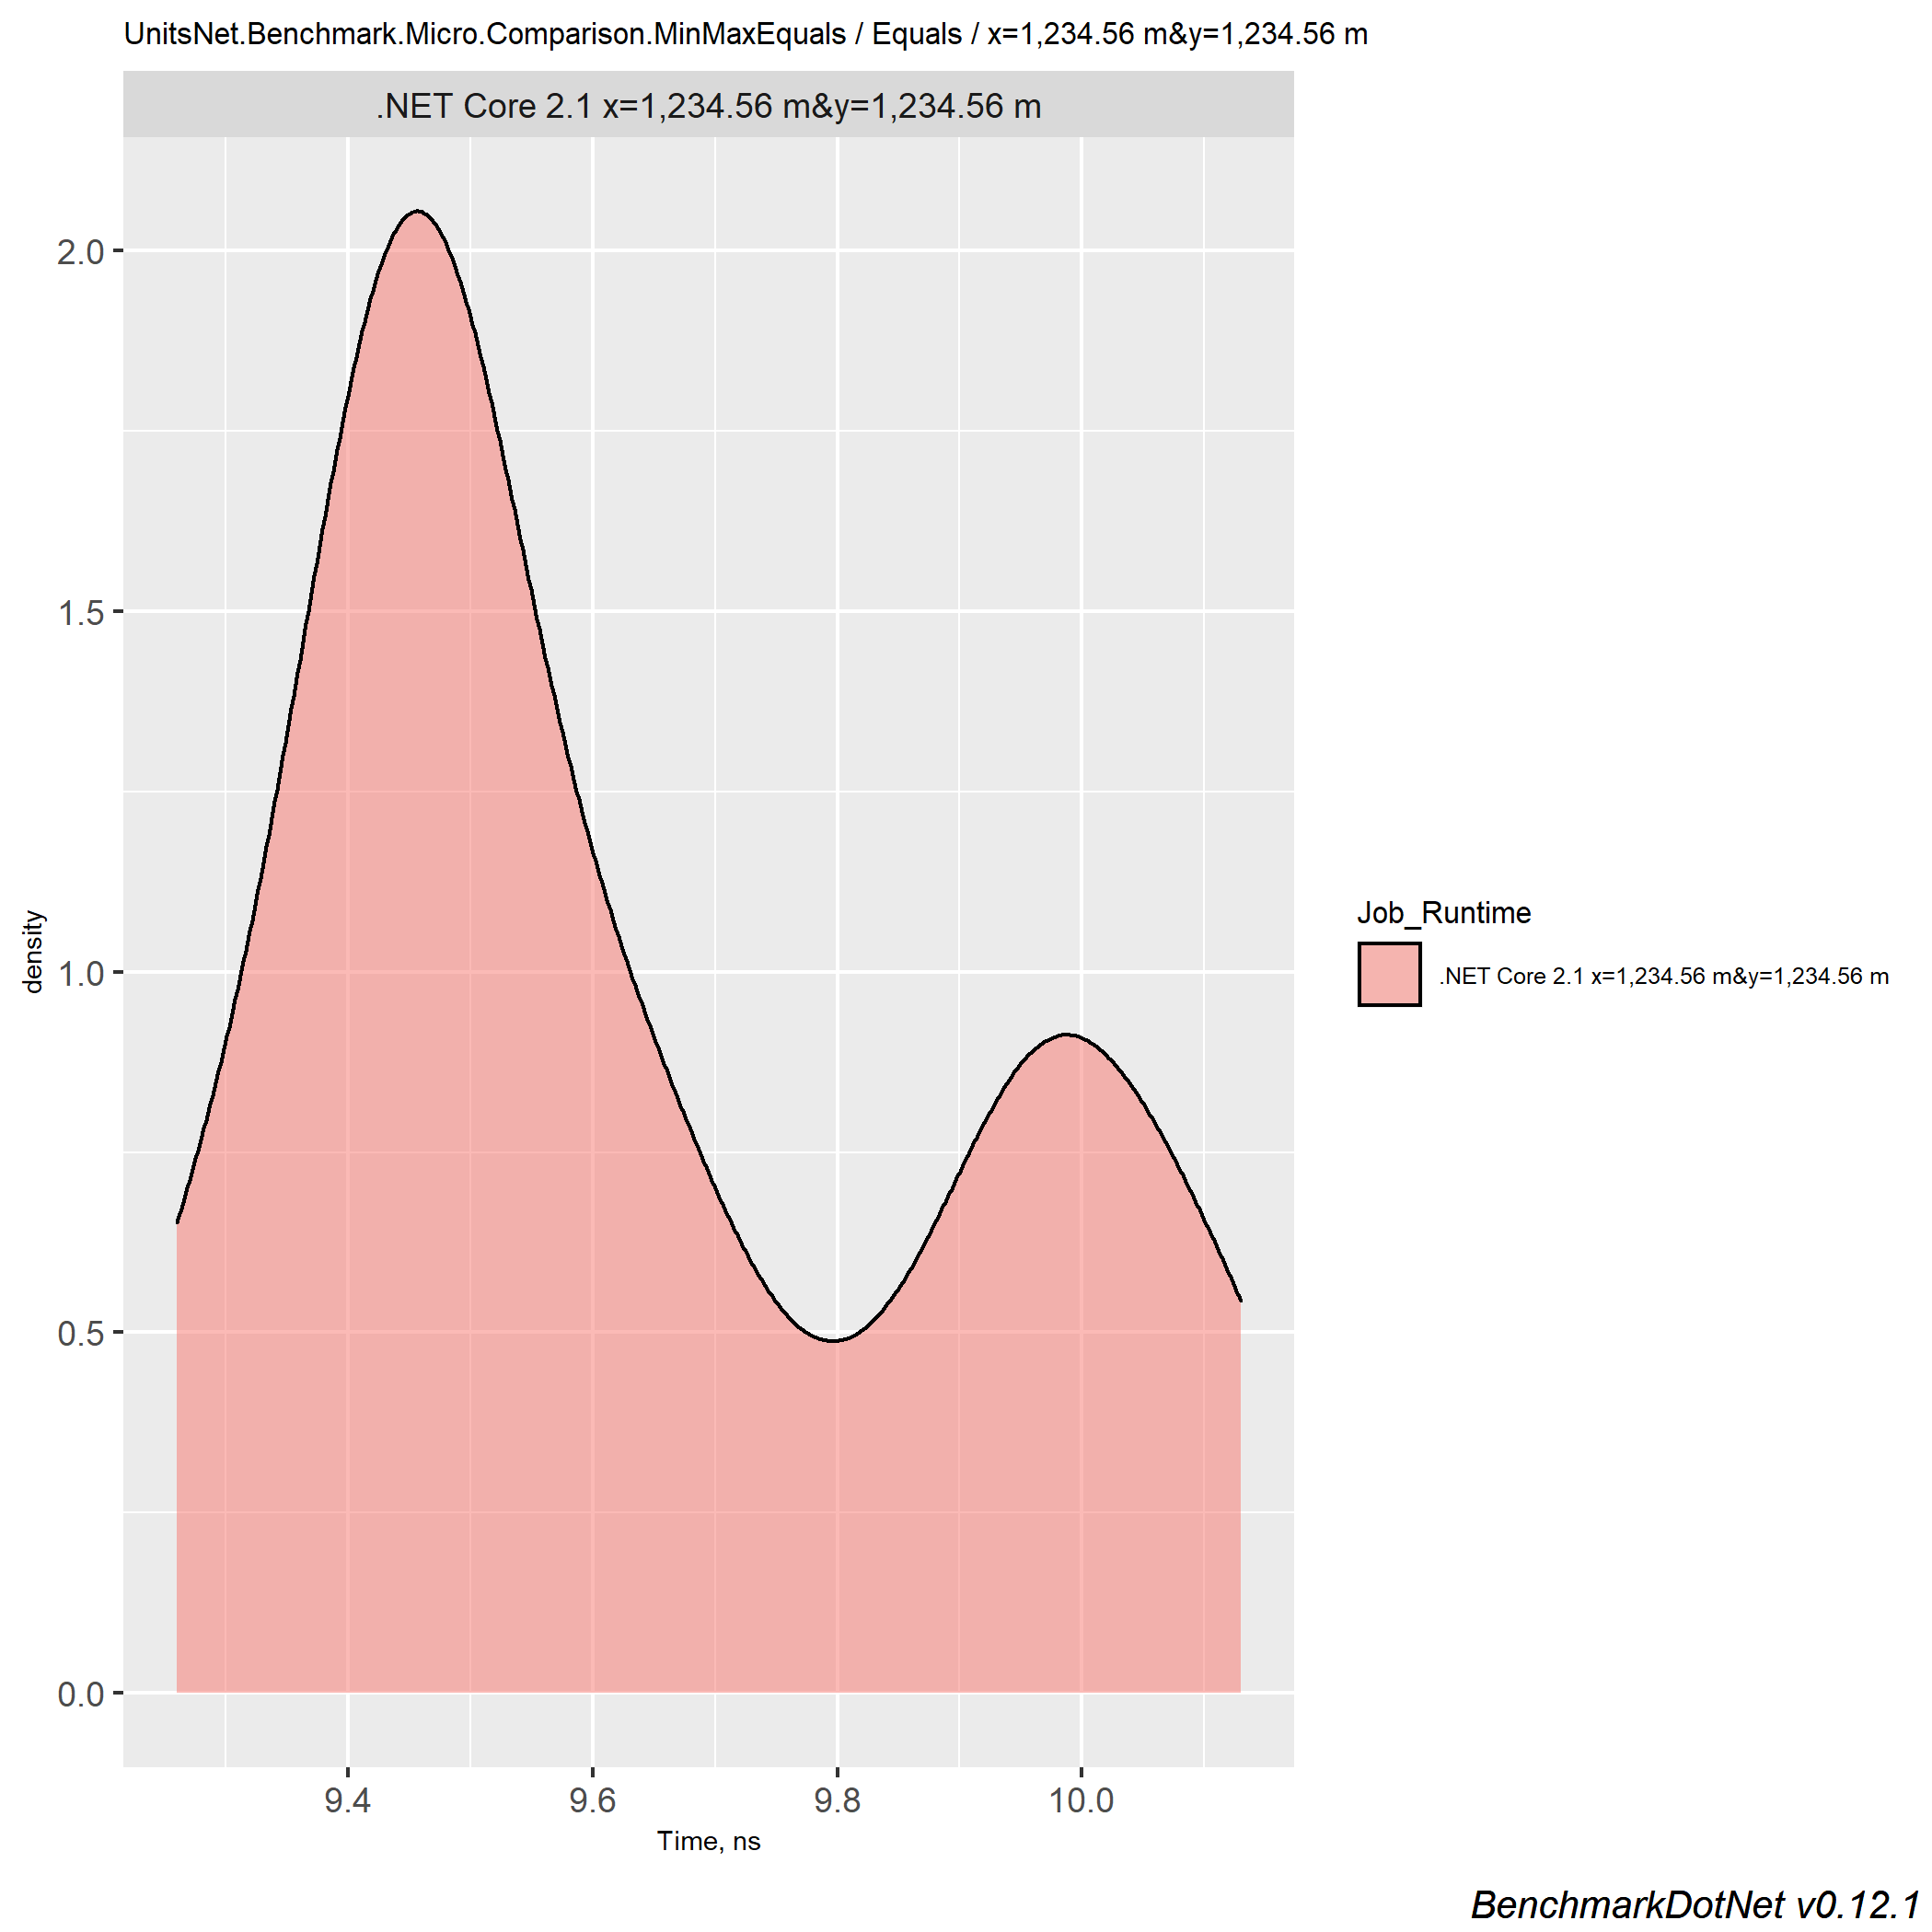 UnitsNet.Benchmark.Micro.Comparison.MinMaxEquals / Equals / x=1,234.56 m&y=1,234.56 m
.NET Core 2.1 x=1,234.56 m&y=1,234.56 m
2.0
1.5
1.0
0.5
0.0
density
9.4 9.6 9.8 10.0
Time, ns
Job_Runtime
.NET Core 2.1 x=1,234.56 m&y=1,234.56 m
BenchmarkDotNet v0.12.1